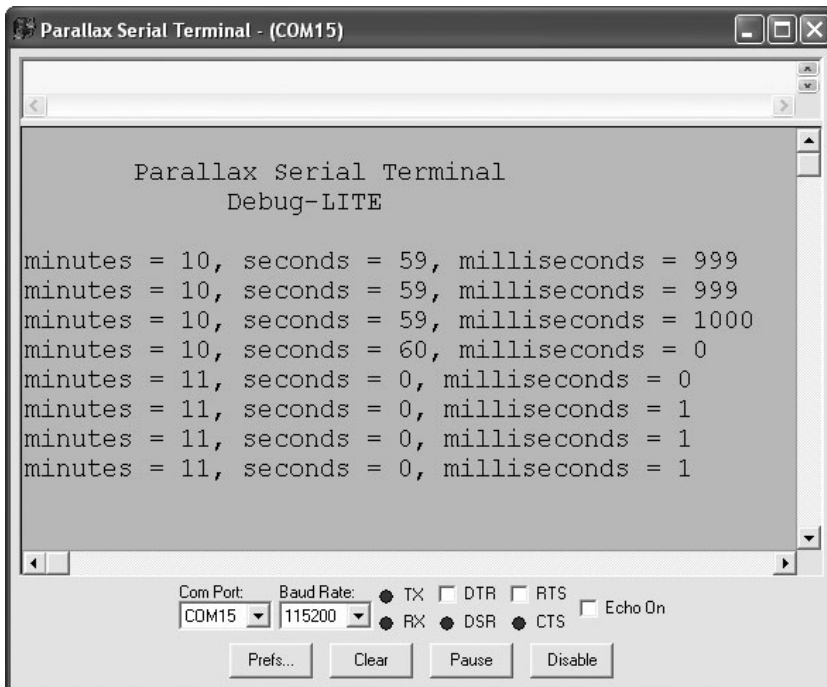 Parallax Serial Terminal - (COM15)
Parallax Serial Terminal
Debug-LITE
minutes = 10, seconds = 59, milliseconds = 999
minutes = 10, seconds = 59, milliseconds = 999
minutes = 10, seconds = 59, milliseconds = 1000
minutes = 10, seconds = 60, milliseconds = 0
minutes = 11, seconds = 0, milliseconds = 0
minutes = 11, seconds = 0, milliseconds = 1
minutes = 11, seconds = 0, milliseconds = 1
minutes = 11, seconds = 0, milliseconds = 1
Com Port: Baud Rate: TX DTR RTS
COM15 115200 RX DSR CTS Echo On
Prefs... Clear Pause Disable